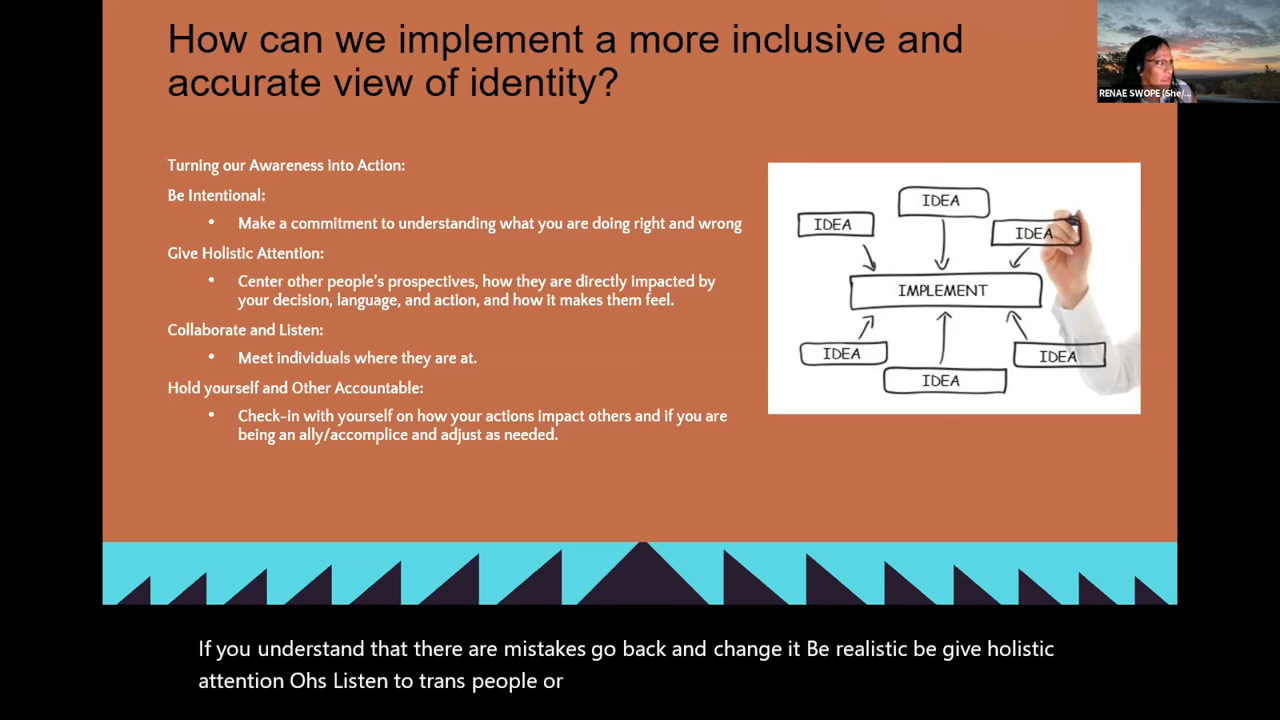 How can we implement a more inclusive and
accurate view of identity?
RENAE SWOPE (She/...
Turning our Awareness into Action:
Be Intentional:
• Make a commitment to understanding what you are doing right and wrong
Give Holistic Attention:
• Center other people's prospectives, how they are directly impacted by
your decision, language, and action, and how it makes them feel.
Collaborate and Listen:
• Meet individuals where they are at.
Hold yourself and Other Accountable:
• Check-in with yourself on how your actions impact others and if you are
being an ally/accomplice and adjust as needed.
IDEA
IDEA
IDEA
IMPLEMENT
IDEA
IDEA
IDEA
If you understand that there are mistakes go back and change it Be realistic be give holistic
attention Ohs Listen to trans people or